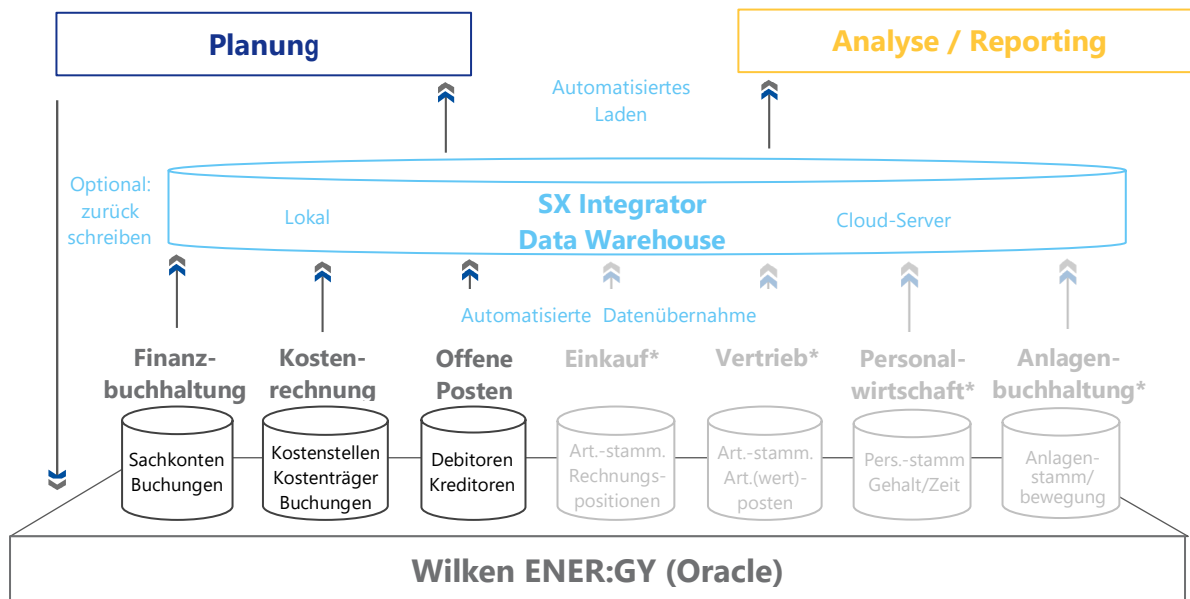 Planung
Analyse / Reporting
Automatisiertes
Laden
Optional:
zurück
schreiben
Lokal
SX Integrator
Data Warehouse
Cloud-Server
Automatisierte Datenübernahme
Finanz-
buchhaltung
Kosten-
rechnung
Offene
Posten
Einkauf*
Vertrieb*
Personal-
wirtschaft*
Anlagen-
buchhaltung*
Sachkonten
Buchungen
Kostenstellen
Kostenträger
Buchungen
Debitoren
Kreditoren
Art.-stamm.
Rechnungs-
positionen
Art.-stamm.
Art.(wert)-
posten
Pers.-stamm
Gehalt/Zeit
Anlagen-
stamm/
bewegung
Wilken ENER:GY (Oracle)